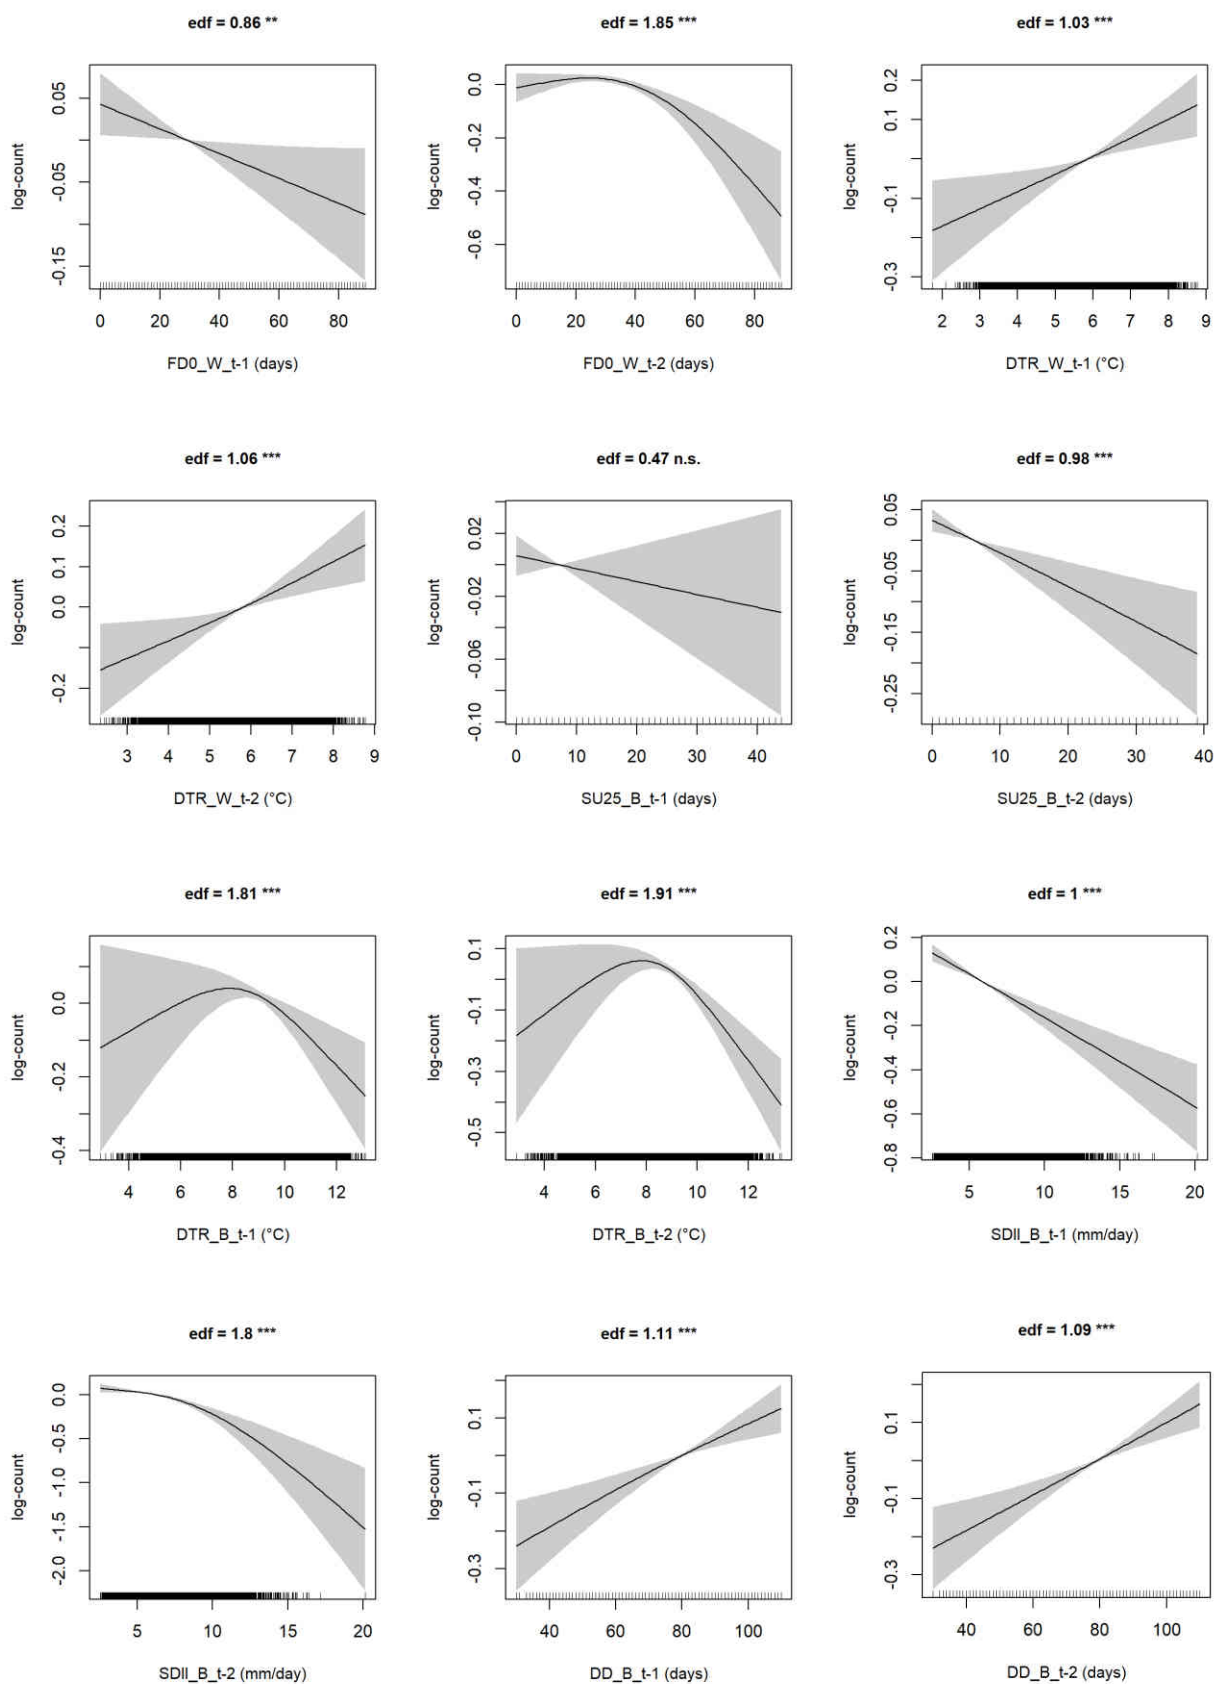 edf = 0.86 **
edf = 1.85 ***
edf = 1.03 ***
log-count
0.05
-0.05
-0.15
0 20 40 60 80
FD0_W_t-1 (days)
log-count
0.0
-0.2
-0.4
-0.6
0 20 40 60 80
FD0_W_t-2 (days)
log-count
0.2
0.1
-0.1
-0.3
2 3 4 5 6 7 8 9
DTR_W_t-1 (°C)
edf = 1.06 ***
edf = 0.47 n.s.
edf = 0.98 ***
log-count
0.2
0.1
0.0
-0.2
3 4 5 6 7 8 9
DTR_W_t-2 (°C)
log-count
0.02
-0.02
-0.06
-0.10
0 10 20 30 40
SU25_B_t-1 (days)
log-count
0.05
-0.05
-0.15
-0.25
0 10 20 30 40
SU25_B_t-2 (days)
edf = 1.81 ***
edf = 1.91 ***
edf = 1 ***
log-count
0.0
-0.2
-0.4
4 6 8 10 12
DTR_B_t-1 (°C)
log-count
0.1
-0.1
-0.3
-0.5
4 6 8 10 12
DTR_B_t-2 (°C)
log-count
0.2
0.0
-0.2
-0.4
-0.6
-0.8
5 10 15 20
SDII_B_t-1 (mm/day)
edf = 1.8 ***
edf = 1.11 ***
edf = 1.09 ***
log-count
0.0
-0.5
-1.0
-1.5
-2.0
5 10 15 20
SDII_B_t-2 (mm/day)
log-count
0.1
-0.1
-0.3
40 60 80 100
DD_B_t-1 (days)
log-count
0.1
-0.1
-0.3
40 60 80 100
DD_B_t-2 (days)